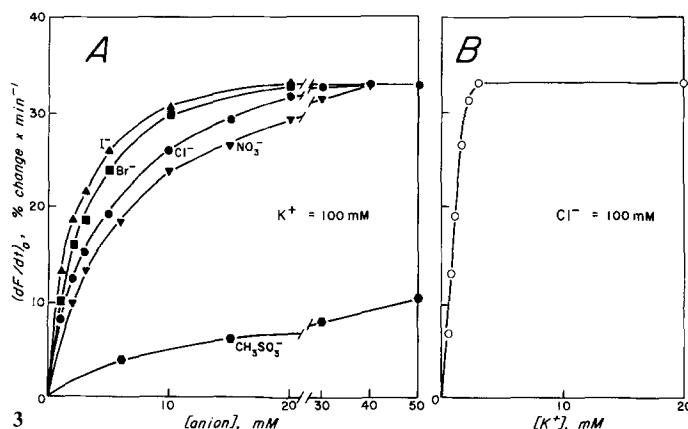 A
B
40
30
20
10
0
(dF/dt)₀, % change x min⁻¹
I⁻
Br⁻
Cl⁻
NO₃⁻
K⁺ = 100 mM
CH₃SO₃⁻
Cl⁻ = 100 mM
0 10 20 30 40 50
[anion], mM
0 10 20
[K⁺], mM
3